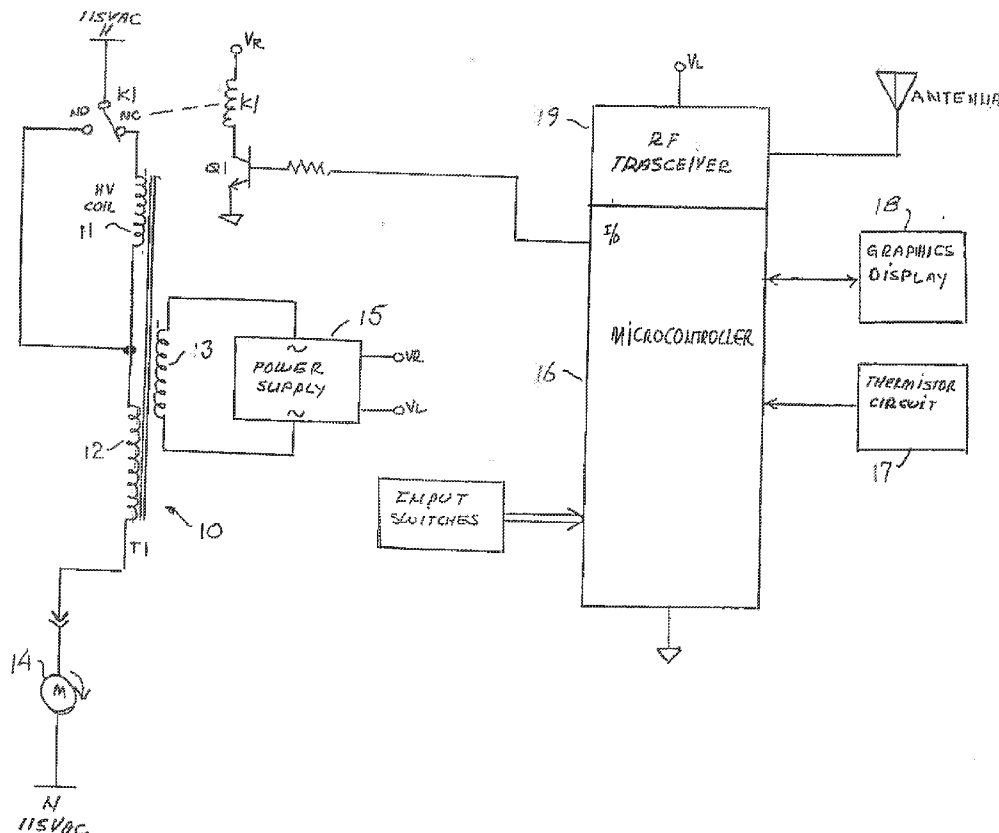 115VAC
H
K1
NO
NC
VR
K1
Q1
HV
COIL
11
VL
19
RF
TRASCEIVER
ANTENNA
I/O
18
GRAPHICS
DISPLAY
15
13
POWER
SUPPLY
VR
VL
16
MICROCONTROLLER
THERMISTOR
CIRCUIT
17
12
10
T1
INPUT
SWITCHES
14
M
N
115VAC